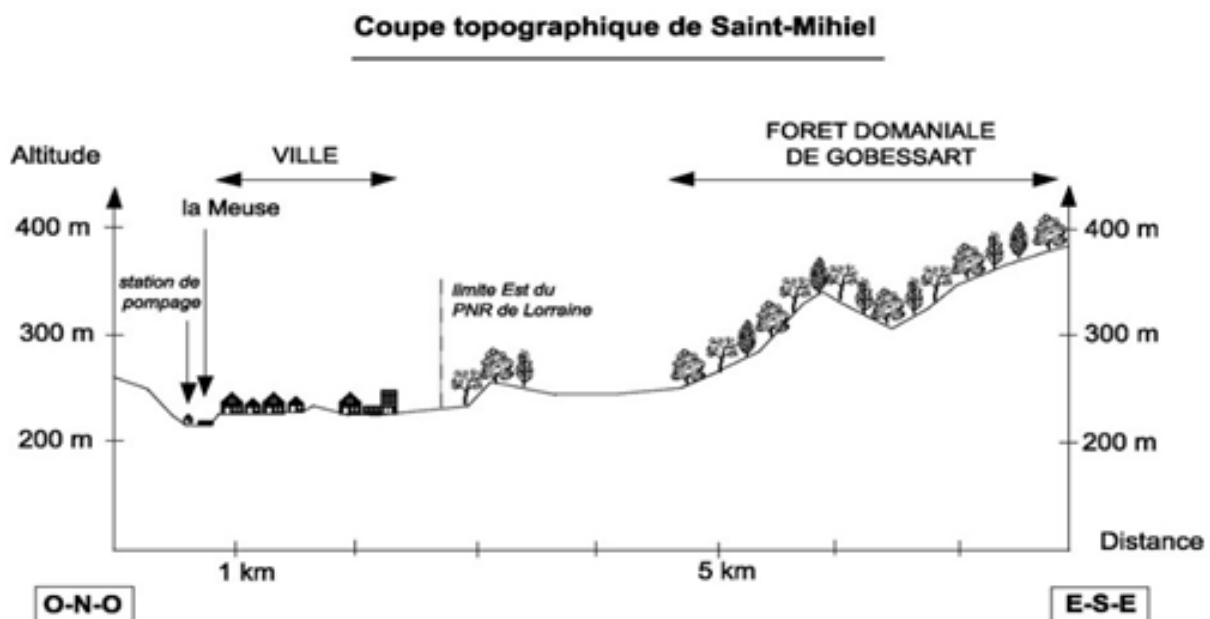 Coupe topographique de Saint-Mihiel
Altitude
VILLE
FORET DOMANIALE
DE GOBESSART
la Meuse
400 m
400 m
station de
pompage
limite Est du
PNR de Lorraine
300 m
300 m
200 m
200 m
Distance
1 km
5 km
O-N-O
E-S-E